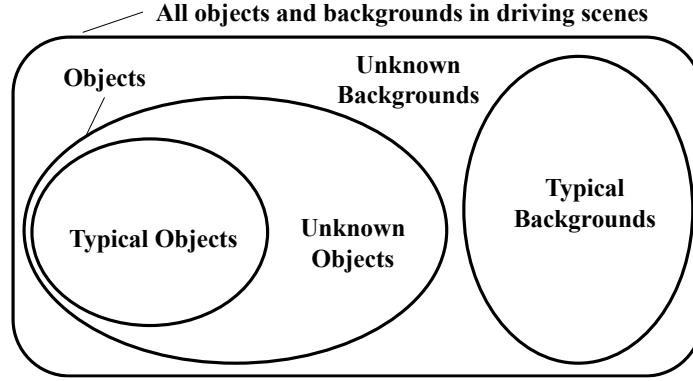 All objects and backgrounds in driving scenes
Objects
Unknown
Backgrounds
Typical Objects
Unknown
Objects
Typical
Backgrounds